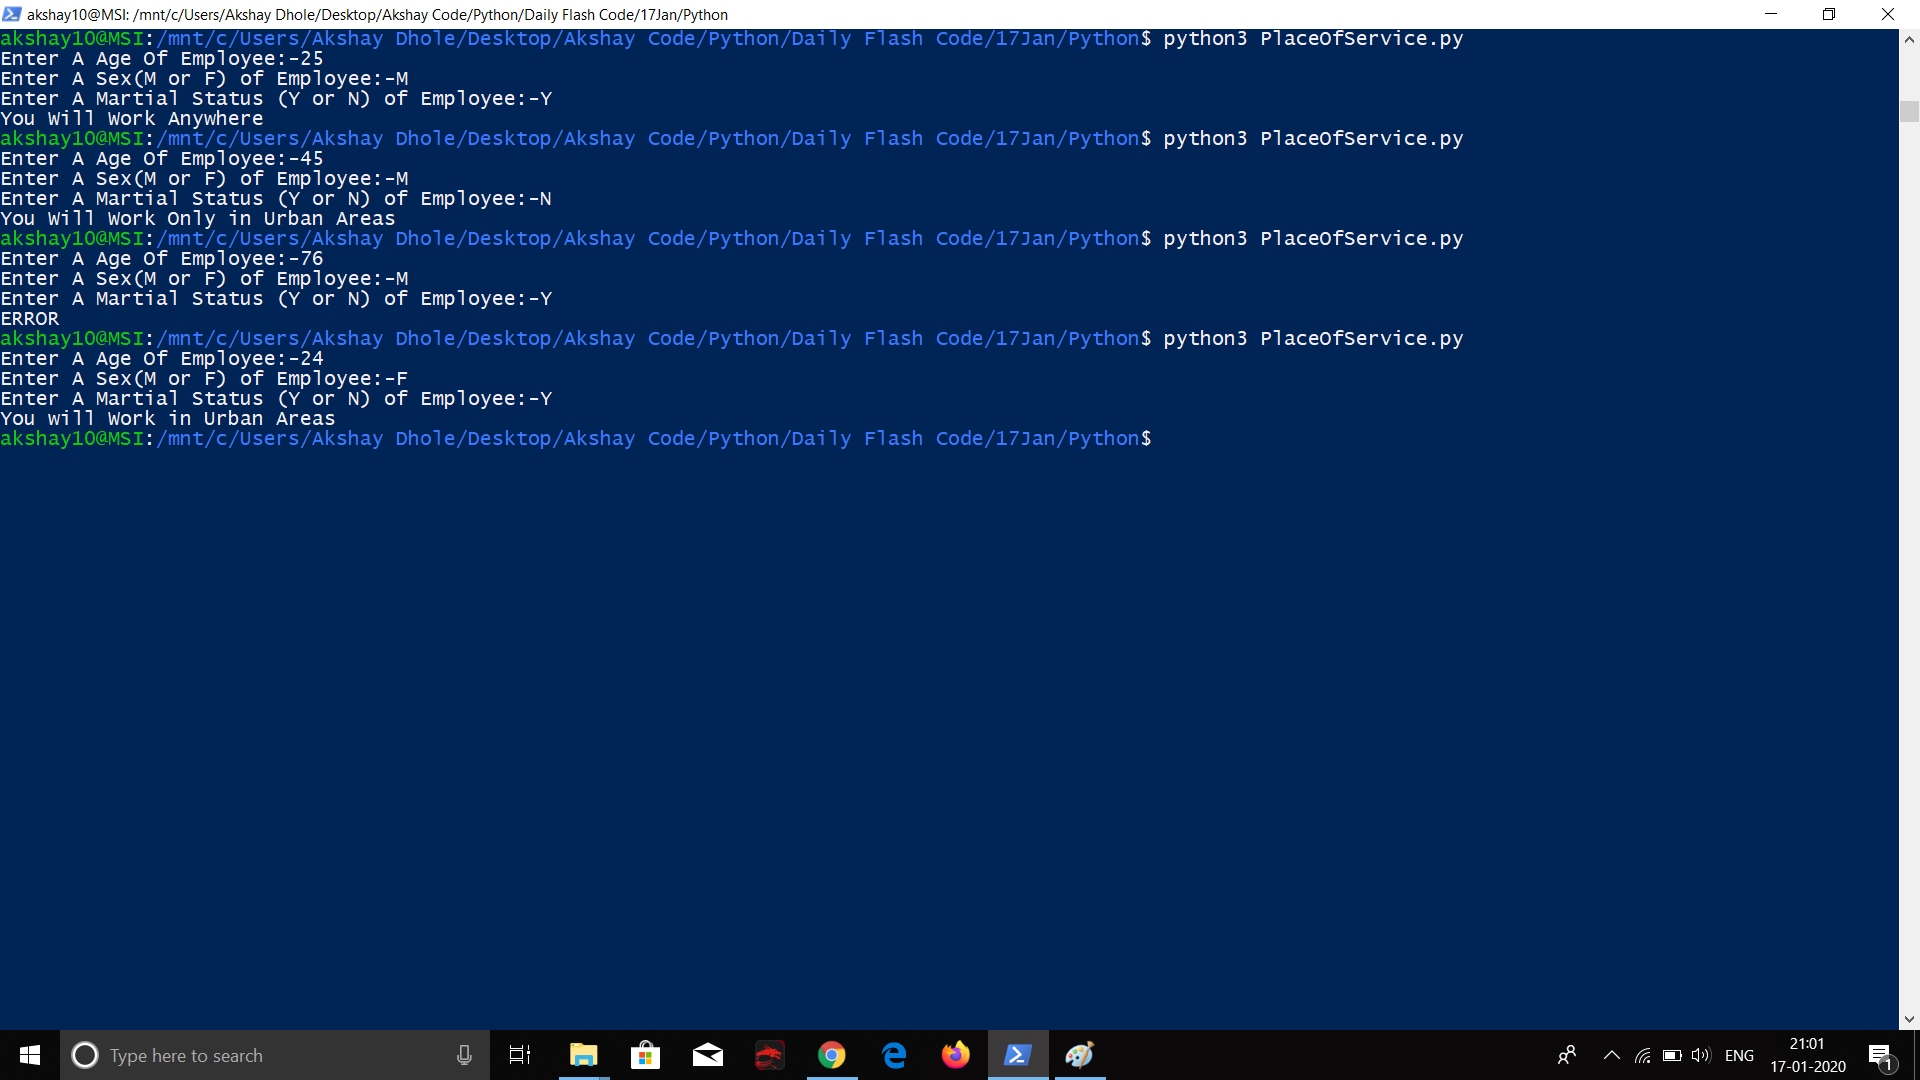 akshay10@MSI: /mnt/c/Users/Akshay Dhole/Desktop/Akshay Code/Python/Daily Flash Code/17Jan/Python
akshay10@MSI:/mnt/c/Users/Akshay Dhole/Desktop/Akshay Code/Python/Daily Flash Code/17Jan/Python$ python3 PlaceOfService.py
Enter A Age Of Employee:-25
Enter A Sex(M or F) of Employee:-M
Enter A Martial Status (Y or N) of Employee:-Y
You Will Work Anywhere
akshay10@MSI:/mnt/c/Users/Akshay Dhole/Desktop/Akshay Code/Python/Daily Flash Code/17Jan/Python$ python3 PlaceOfService.py
Enter A Age Of Employee:-45
Enter A Sex(M or F) of Employee:-M
Enter A Martial Status (Y or N) of Employee:-N
You Will Work Only in Urban Areas
akshay10@MSI:/mnt/c/Users/Akshay Dhole/Desktop/Akshay Code/Python/Daily Flash Code/17Jan/Python$ python3 PlaceOfService.py
Enter A Age Of Employee:-76
Enter A Sex(M or F) of Employee:-M
Enter A Martial Status (Y or N) of Employee:-Y
ERROR
akshay10@MSI:/mnt/c/Users/Akshay Dhole/Desktop/Akshay Code/Python/Daily Flash Code/17Jan/Python$ python3 PlaceOfService.py
Enter A Age Of Employee:-24
Enter A Sex(M or F) of Employee:-F
Enter A Martial Status (Y or N) of Employee:-Y
You will Work in Urban Areas
akshay10@MSI:/mnt/c/Users/Akshay Dhole/Desktop/Akshay Code/Python/Daily Flash Code/17Jan/Python$
Type here to search
ENG
21:01
17-01-2020
1